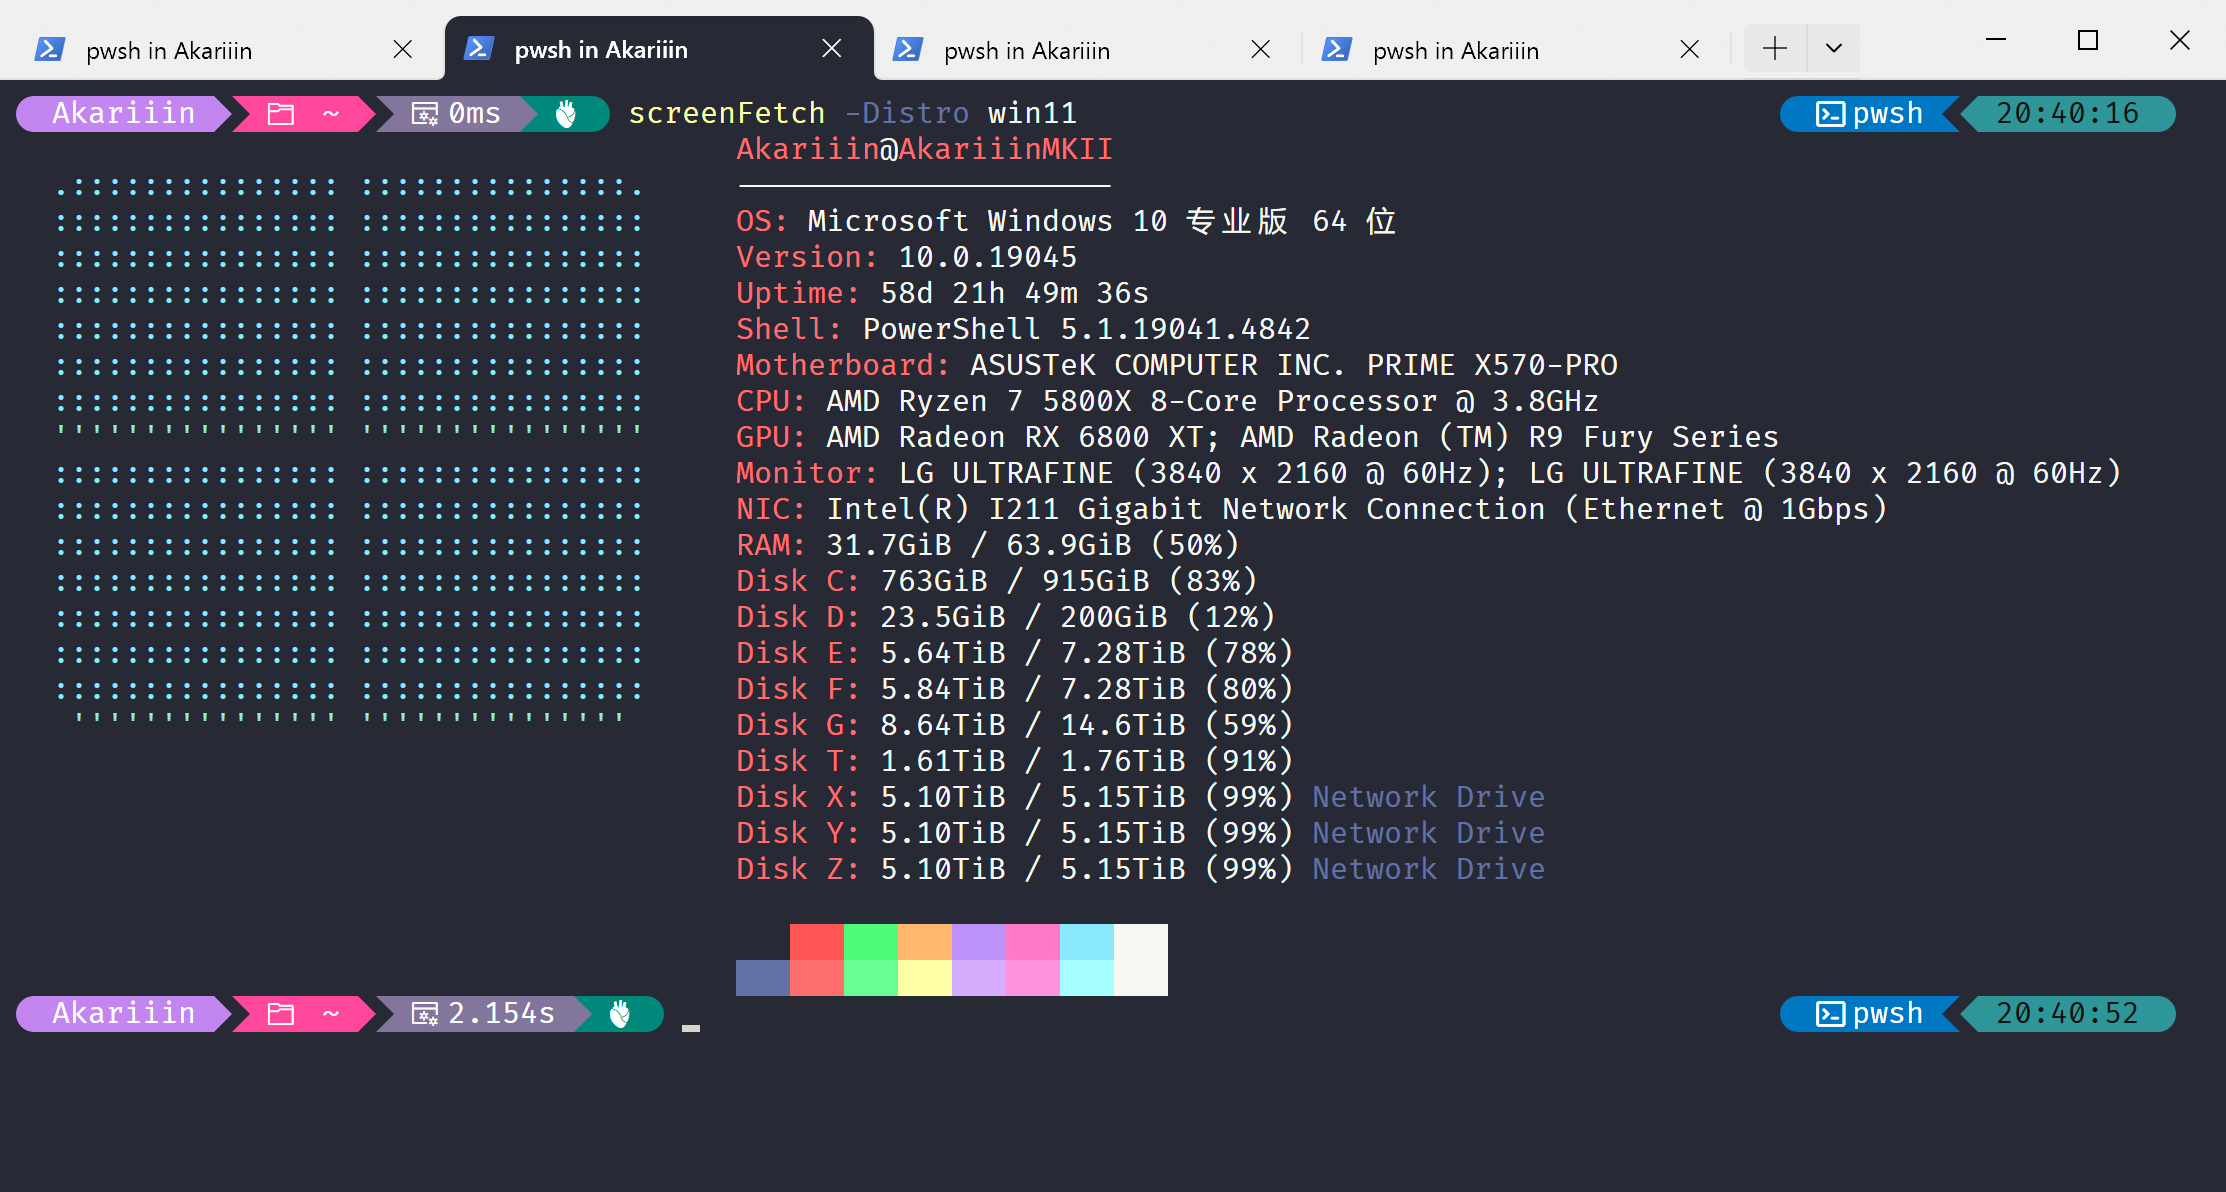 pwsh in Akariiin
pwsh in Akariiin
pwsh in Akariiin
pwsh in Akariiin
Akariiin ~ 0ms screenFetch -Distro win11 pwsh 20:40:16
Akariiin@AkariiinMKII
OS: Microsoft Windows 10 专业版 64 位
Version: 10.0.19045
Uptime: 58d 21h 49m 36s
Shell: PowerShell 5.1.19041.4842
Motherboard: ASUSTeK COMPUTER INC. PRIME X570-PRO
CPU: AMD Ryzen 7 5800X 8-Core Processor @ 3.8GHz
GPU: AMD Radeon RX 6800 XT; AMD Radeon (TM) R9 Fury Series
Monitor: LG ULTRAFINE (3840 x 2160 @ 60Hz); LG ULTRAFINE (3840 x 2160 @ 60Hz)
NIC: Intel(R) I211 Gigabit Network Connection (Ethernet @ 1Gbps)
RAM: 31.7GiB / 63.9GiB (50%)
Disk C: 763GiB / 915GiB (83%)
Disk D: 23.5GiB / 200GiB (12%)
Disk E: 5.64TiB / 7.28TiB (78%)
Disk F: 5.84TiB / 7.28TiB (80%)
Disk G: 8.64TiB / 14.6TiB (59%)
Disk T: 1.61TiB / 1.76TiB (91%)
Disk X: 5.10TiB / 5.15TiB (99%) Network Drive
Disk Y: 5.10TiB / 5.15TiB (99%) Network Drive
Disk Z: 5.10TiB / 5.15TiB (99%) Network Drive
Akariiin ~ 2.154s pwsh 20:40:52